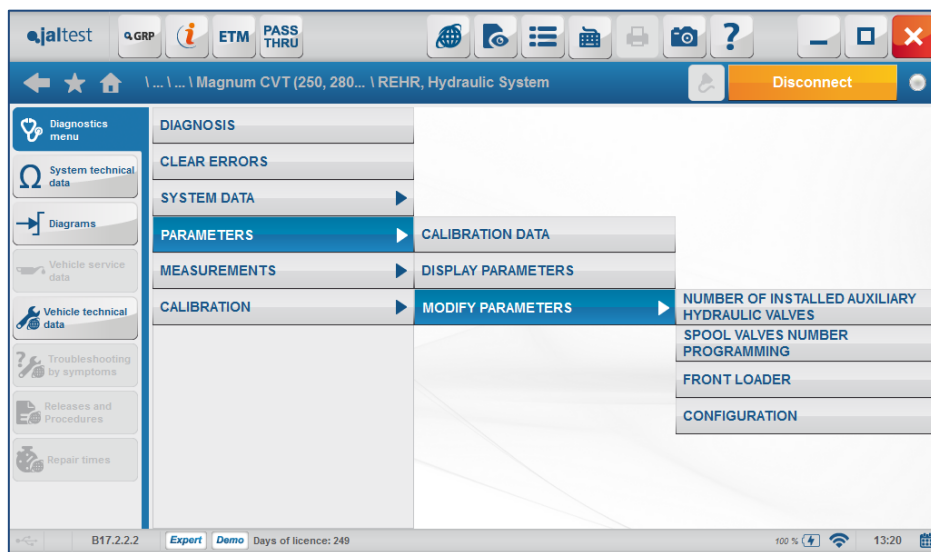 jaltest
GRP
i
ETM
PASS
THRU
?
\ ... \ ... \ Magnum CVT (250, 280... \ REHR, Hydraulic System
Disconnect
Diagnostics
menu
System technical
data
Diagrams
Vehicle service
data
Vehicle technical
data
Troubleshooting
by symptoms
Releases and
Procedures
Repair times
DIAGNOSIS
CLEAR ERRORS
SYSTEM DATA
PARAMETERS
MEASUREMENTS
CALIBRATION
CALIBRATION DATA
DISPLAY PARAMETERS
MODIFY PARAMETERS
NUMBER OF INSTALLED AUXILIARY
HYDRAULIC VALVES
SPOOL VALVES NUMBER
PROGRAMMING
FRONT LOADER
CONFIGURATION
B17.2.2.2
Expert
Demo
Days of licence: 249
100 %
13:20